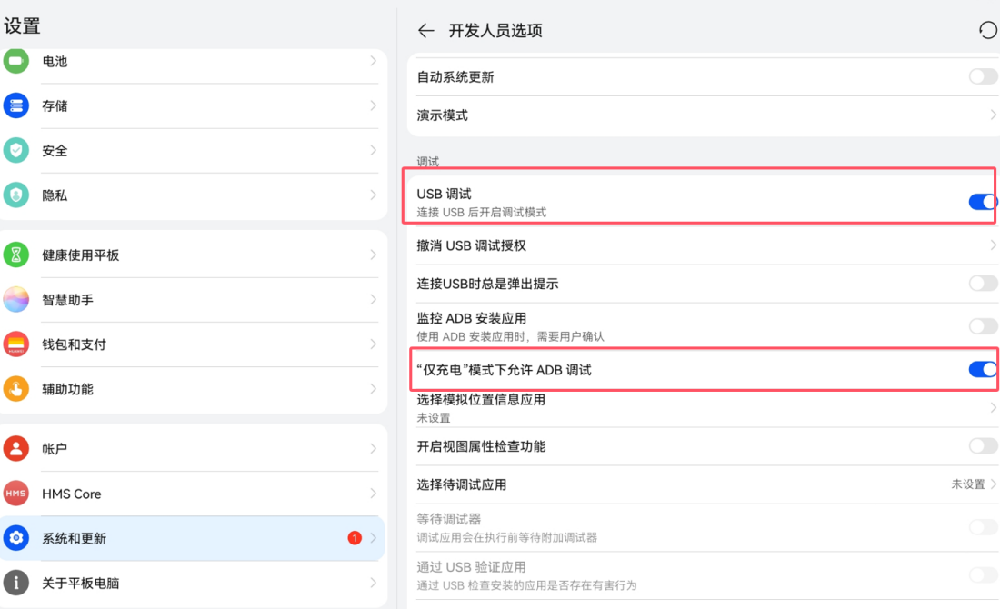 设置
电池
存储
安全
隐私
健康使用平板
智慧助手
HUAWEI
钱包和支付
辅助功能
帐户
HMS
HMS Core
系统和更新
1
关于平板电脑
开发人员选项
自动系统更新
演示模式
调试
USB 调试
连接 USB 后开启调试模式
撤消 USB 调试授权
连接USB时总是弹出提示
监控 ADB 安装应用
使用 ADB 安装应用时，需要用户确认
“仅充电”模式下允许 ADB 调试
选择模拟位置信息应用
未设置
开启视图属性检查功能
选择待调试应用
未设置
等待调试器
调试应用会在执行前等待附加调试器
通过 USB 验证应用
通过 USB 检查安装的应用是否存在有害行为